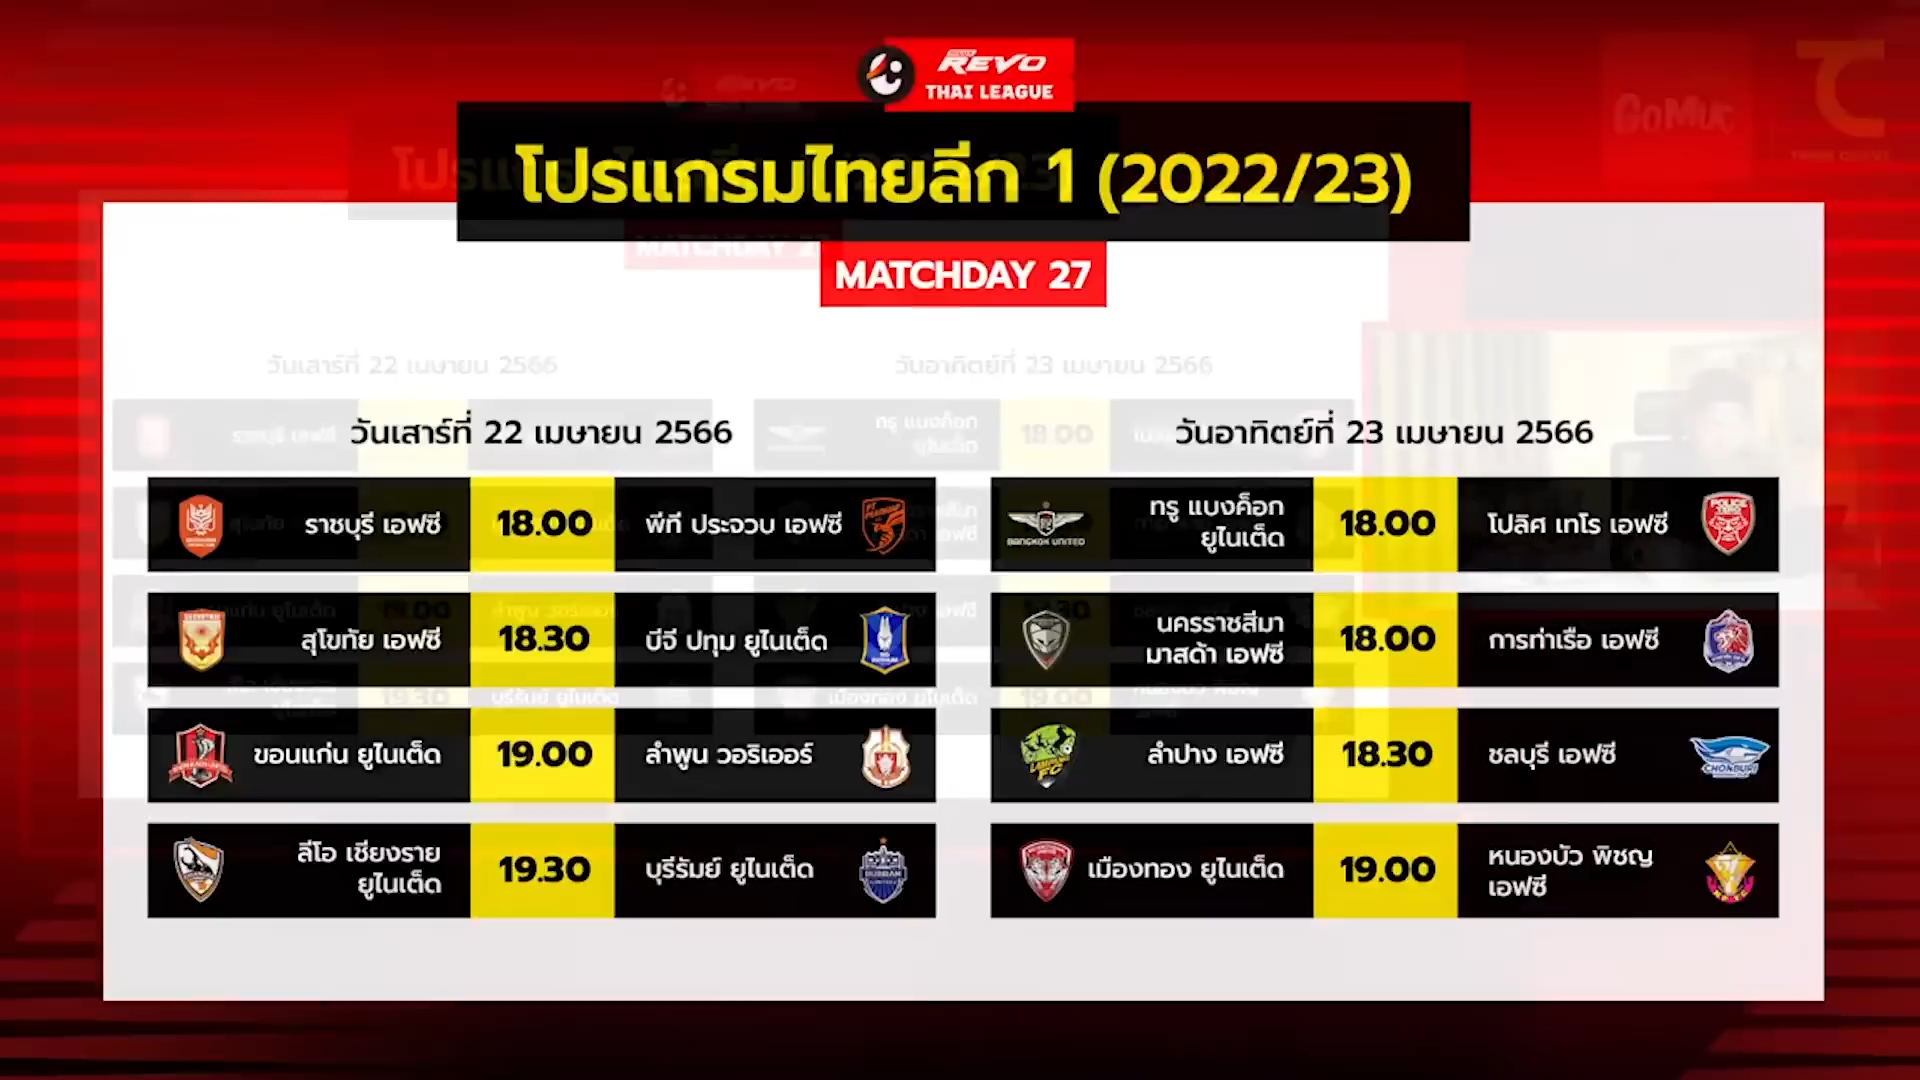 REVO
THAI LEAGUE
โปรแกรมไทยลีก 1 (2022/23)
MATCHDAY 27
วันเสาร์ที่ 22 เมษายน 2566
ราชบุรี เอฟซี 18.00 พีที ประจวบ เอฟซี
สุโขทัย เอฟซี 18.30 บีจี ปทุม ยูไนเต็ด
ขอนแก่น ยูไนเต็ด 19.00 ลำพูน วอริเออร์
ลีโอ เชียงราย
ยูไนเต็ด 19.30 บุรีรัมย์ ยูไนเต็ด
วันอาทิตย์ที่ 23 เมษายน 2566
ทรู แบงค็อก
ยูไนเต็ด 18.00 โปลิศ เทโร เอฟซี
BANGKOK UNITED
นครราชสีมา
มาสด้า เอฟซี 18.00 การท่าเรือ เอฟซี
ลำปาง เอฟซี 18.30 ชลบุรี เอฟซี
เมืองทอง ยูไนเต็ด 19.00 หนองบัว พิชญ
เอฟซี